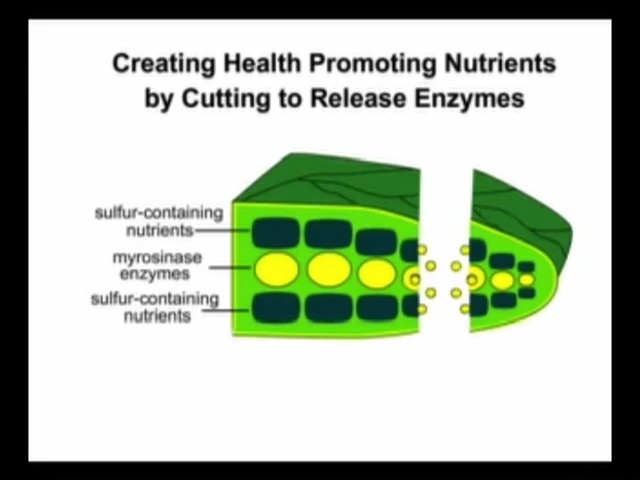 Creating Health Promoting Nutrients
by Cutting to Release Enzymes
sulfur-containing
nutrients
myrosinase
enzymes
sulfur-containing
nutrients